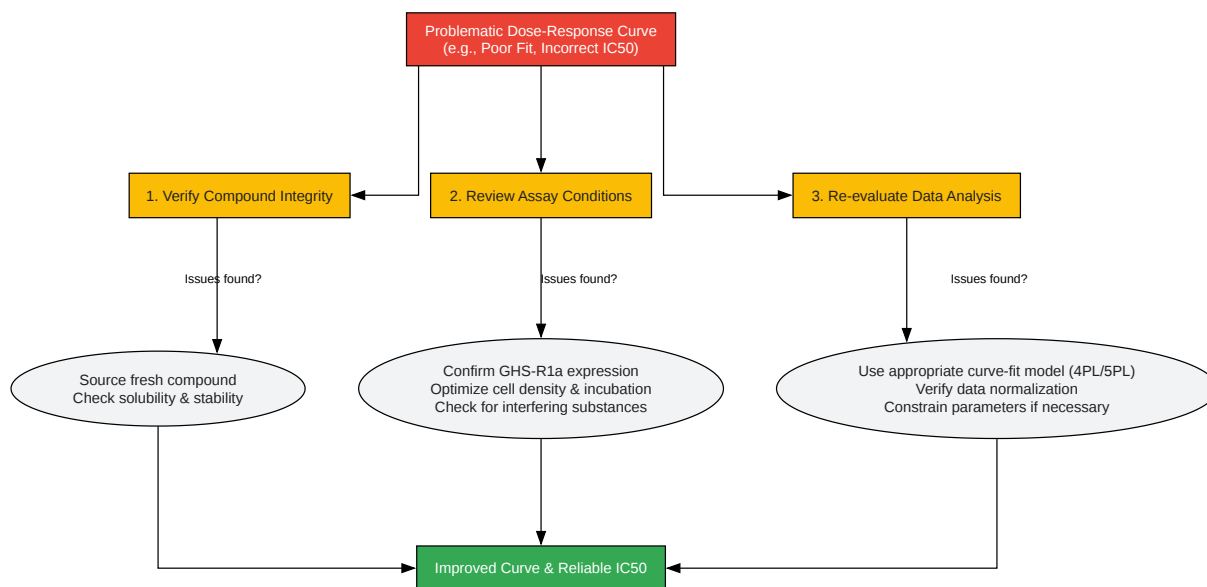 Problematic Dose-Response Curve
(e.g., Poor Fit, Incorrect IC50)
1. Verify Compound Integrity
2. Review Assay Conditions
3. Re-evaluate Data Analysis
Issues found?
Issues found?
Issues found?
Source fresh compound
Check solubility & stability
Confirm GHS-R1a expression
Optimize cell density & incubation
Check for interfering substances
Use appropriate curve-fit model (4PL/5PL)
Verify data normalization
Constrain parameters if necessary
Improved Curve & Reliable IC50